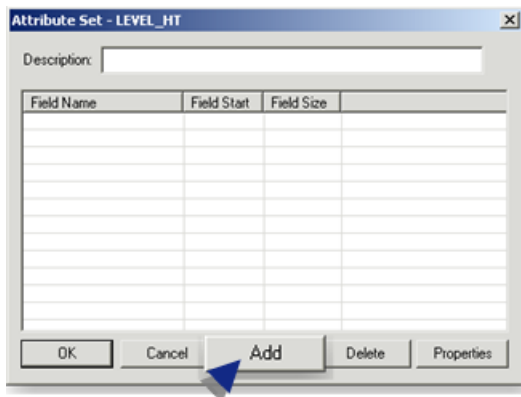 Attribute Set - LEVEL_HT
Description:
Field Name Field Start Field Size
OK Cancel Add Delete Properties